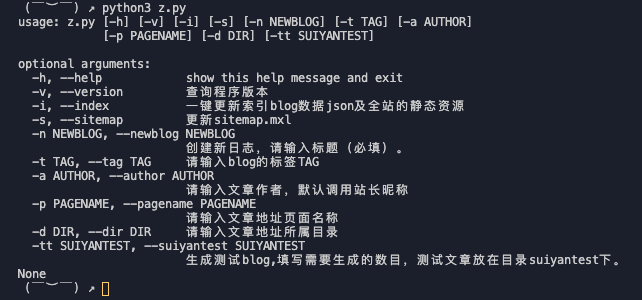 (￣︶￣) ↗ python3 z.py
usage: z.py [-h] [-v] [-i] [-s] [-n NEWBLOG] [-t TAG] [-a AUTHOR]
            [-p PAGENAME] [-d DIR] [-tt SUIYANTEST]
optional arguments:
  -h, --help            show this help message and exit
  -v, --version         查询程序版本
  -i, --index           一键更新索引blog数据json及全站的静态资源
  -s, --sitemap         更新sitemap.mxl
  -n NEWBLOG, --newblog NEWBLOG
                        创建新日志，请输入标题（必填）。
  -t TAG, --tag TAG     请输入blog的标签TAG
  -a AUTHOR, --author AUTHOR
                        请输入文章作者，默认调用站长昵称
  -p PAGENAME, --pagename PAGENAME
                        请输入文章地址页面名称
  -d DIR, --dir DIR     请输入文章地址所属目录
  -tt SUIYANTEST, --suiyantest SUIYANTEST
                        生成测试blog,填写需要生成的数目，测试文章放在目录suiyantest下。
None
(￣︶￣) ↗